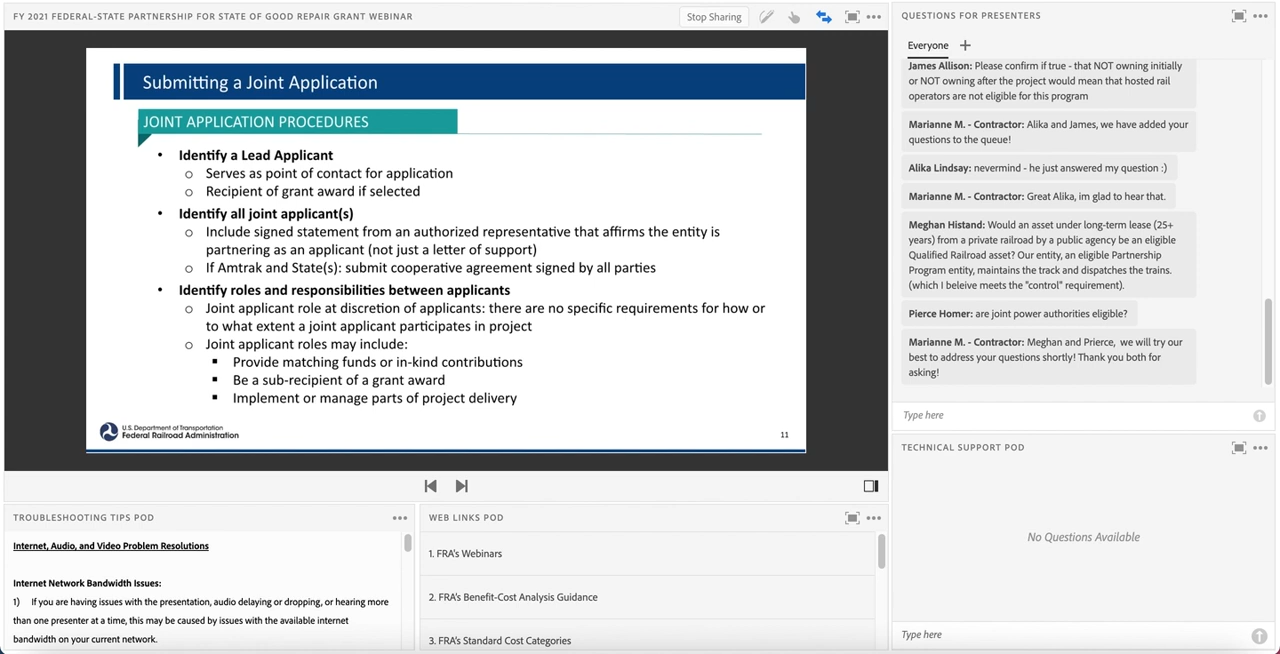 FY 2021 FEDERAL-STATE PARTNERSHIP FOR STATE OF GOOD REPAIR GRANT WEBINAR
Stop Sharing
Submitting a Joint Application
JOINT APPLICATION PROCEDURES
• Identify a Lead Applicant
o Serves as point of contact for application
o Recipient of grant award if selected
• Identify all joint applicant(s)
o Include signed statement from an authorized representative that affirms the entity is
partnering as an applicant (not just a letter of support)
o If Amtrak and State(s): submit cooperative agreement signed by all parties
• Identify roles and responsibilities between applicants
o Joint applicant role at discretion of applicants: there are no specific requirements for how or
to what extent a joint applicant participates in project
o Joint applicant roles may include:
▪ Provide matching funds or in-kind contributions
▪ Be a sub-recipient of a grant award
▪ Implement or manage parts of project delivery
U.S. Department of Transportation
Federal Railroad Administration
11
TROUBLESHOOTING TIPS POD
Internet, Audio, and Video Problem Resolutions
Internet Network Bandwidth Issues:
1) If you are having issues with the presentation, audio delaying or dropping, or hearing more
than one presenter at a time, this may be caused by issues with the available internet
bandwidth on your current network.
WEB LINKS POD
1. FRA's Webinars
2. FRA's Benefit-Cost Analysis Guidance
3. FRA's Standard Cost Categories
QUESTIONS FOR PRESENTERS
Everyone
James Allison: Please confirm if true - that NOT owning initially
or NOT owning after the project would mean that hosted rail
operators are not eligible for this program
Marianne M. - Contractor: Alika and James, we have added your
questions to the queue!
Alika Lindsay: nevermind - he just answered my question :)
Marianne M. - Contractor: Great Alika, im glad to hear that.
Meghan Histand: Would an asset under long-term lease (25+
years) from a private railroad by a public agency be an eligible
Qualified Railroad asset? Our entity, an eligible Partnership
Program entity, maintains the track and dispatches the trains.
(which I beleive meets the "control" requirement).
Pierce Homer: are joint power authorities eligible?
Marianne M. - Contractor: Meghan and Prierce, we will try our
best to address your questions shortly! Thank you both for
asking!
Type here
TECHNICAL SUPPORT POD
No Questions Available
Type here